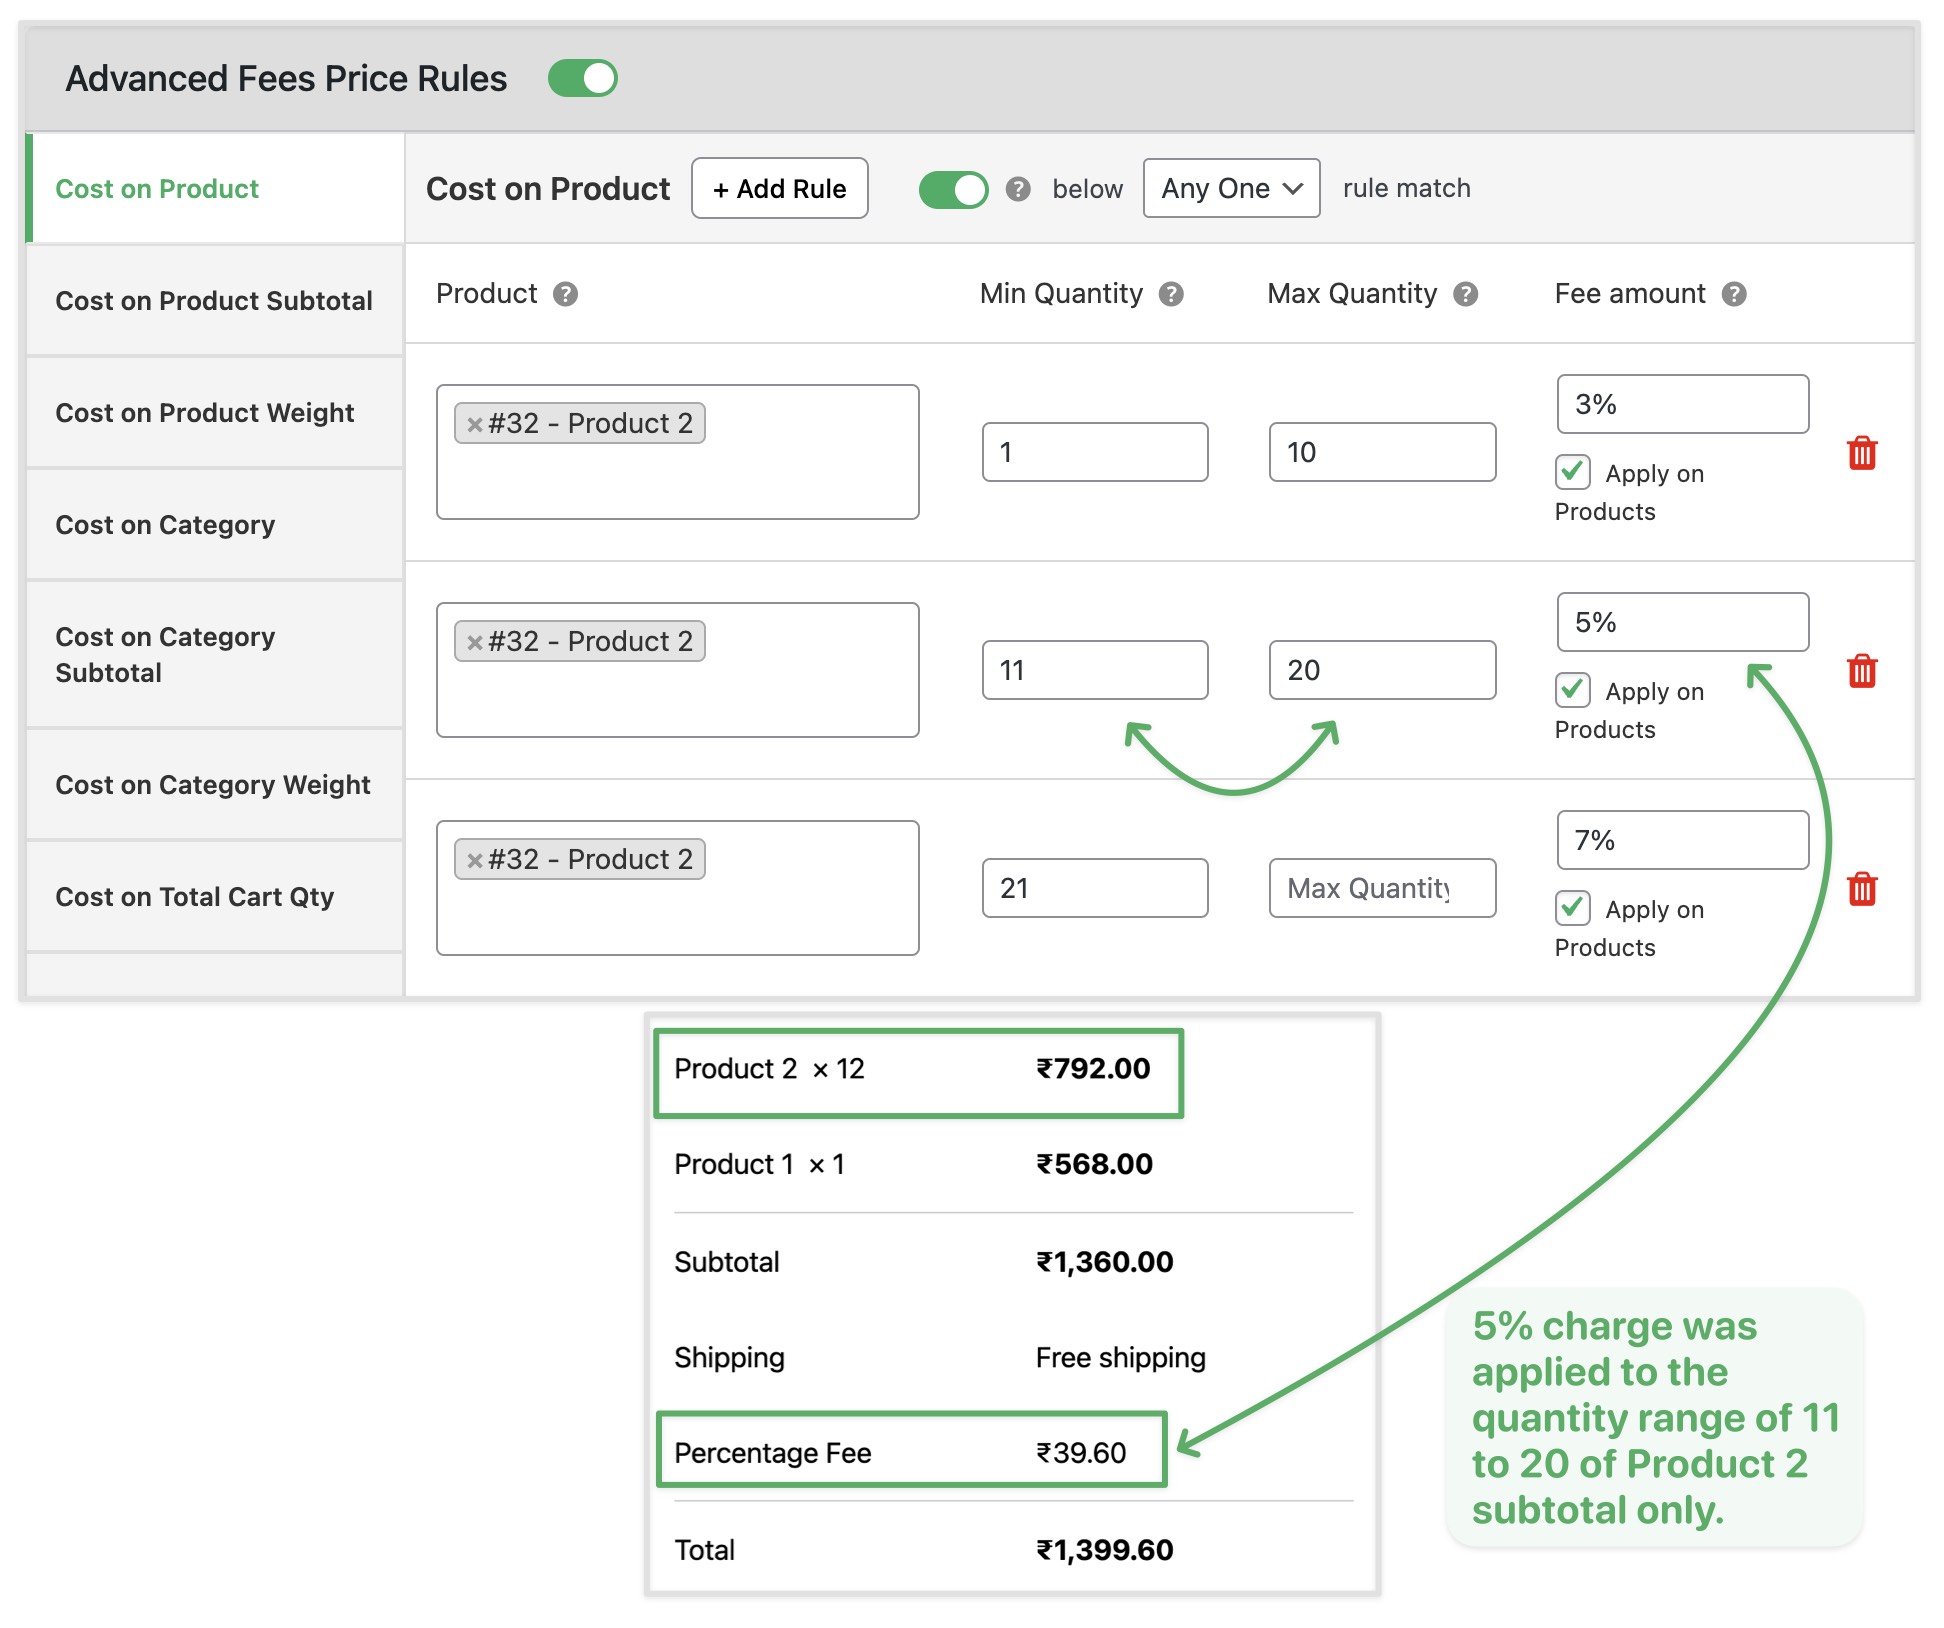 Advanced Fees Price Rules
Cost on Product
Cost on Product Subtotal
Cost on Product Weight
Cost on Category
Cost on Category
Subtotal
Cost on Category Weight
Cost on Total Cart Qty
Cost on Product + Add Rule ? below Any One rule match
Product ? Min Quantity ? Max Quantity ? Fee amount ?
×#32 - Product 2 1 10 3%
Apply on
Products
×#32 - Product 2 11 20 5%
Apply on
Products
×#32 - Product 2 21 Max Quantity 7%
Apply on
Products
Product 2 × 12 ₹792.00
Product 1 × 1 ₹568.00
Subtotal ₹1,360.00
Shipping Free shipping
Percentage Fee ₹39.60
Total ₹1,399.60
5% charge was
applied to the
quantity range of 11
to 20 of Product 2
subtotal only.